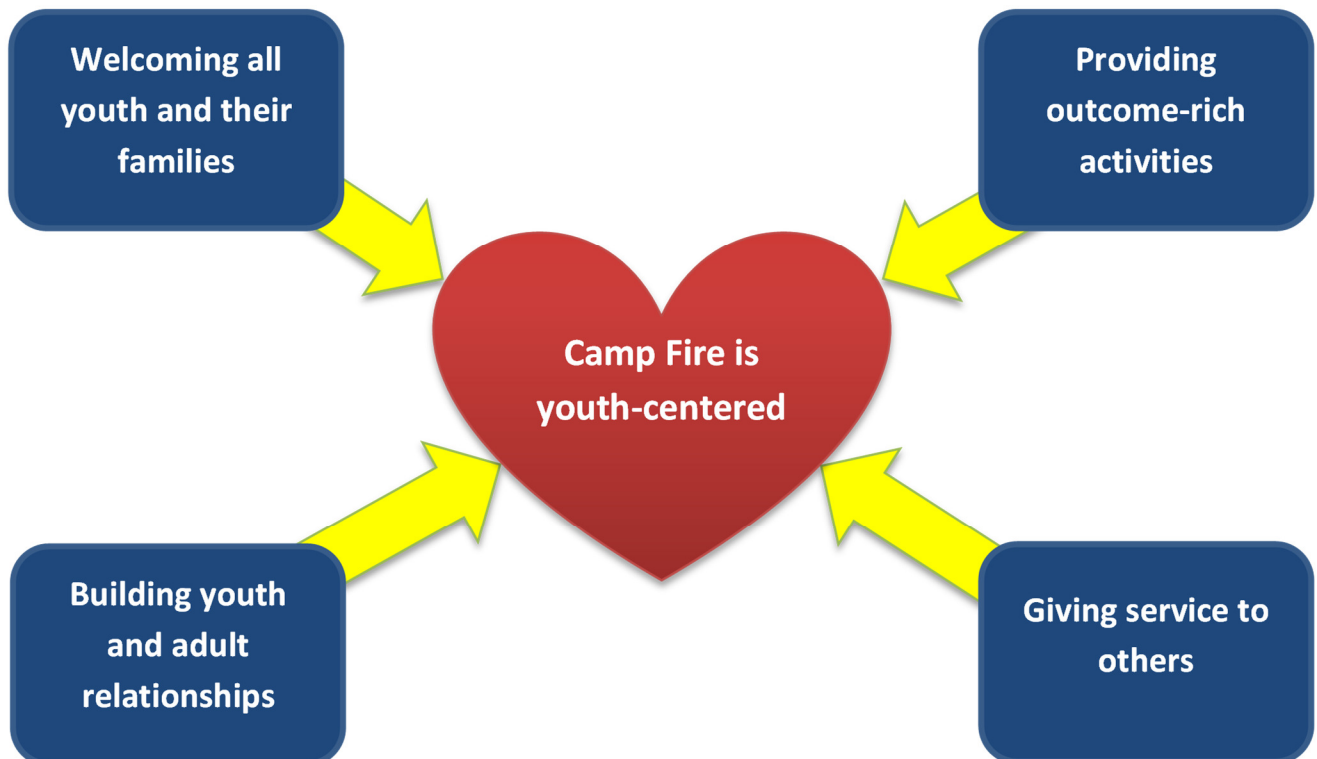 Welcoming all
youth and their
families
Providing
outcome-rich
activities
Camp Fire is
youth-centered
Building youth
and adult
relationships
Giving service to
others